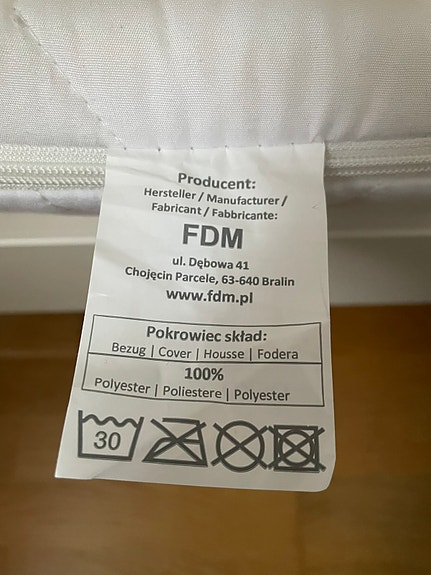 Producent:
Hersteller / Manufacturer /
Fabricant / Fabbricante:
FDM
ul. Dębowa 41
Chojęcin Parcele, 63-640 Bralin
www.fdm.pl
Pokrowiec skład:
Bezug | Cover | Housse | Fodera
100%
Polyester | Poliestere | Polyester
30